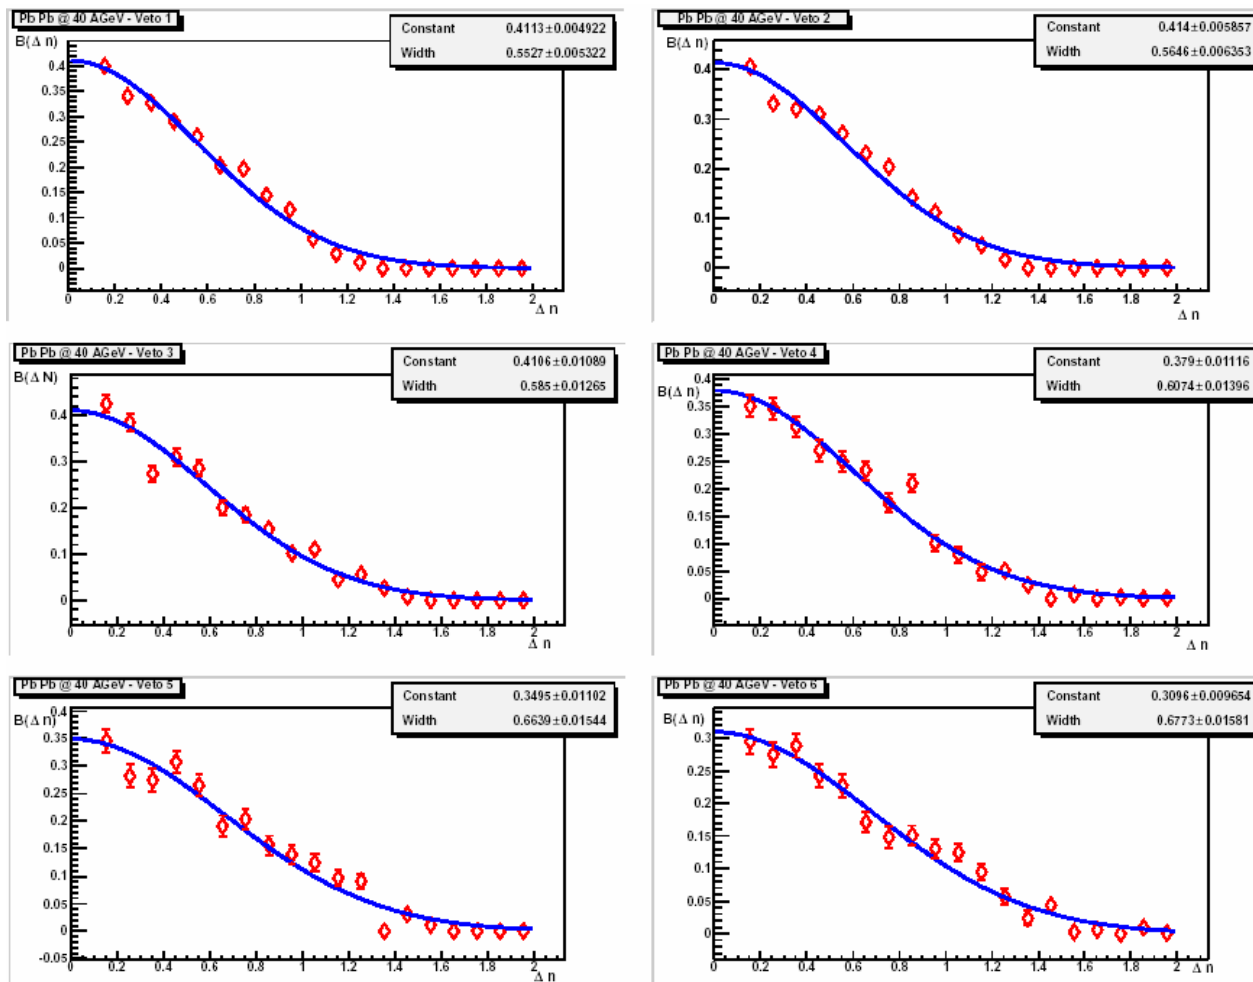 Pb Pb @ 40 AGeV - Veto 1
Constant 0.4113±0.004922
Width 0.5527±0.005322
B(Δ n)
0.4
0.35
0.3
0.25
0.2
0.15
0.1
0.05
0
0 0.2 0.4 0.6 0.8 1 1.2 1.4 1.6 1.8 2
Δ n
Pb Pb @ 40 AGeV - Veto 2
Constant 0.414±0.005857
Width 0.5646±0.006353
B(Δ n)
0.4
0.3
0.2
0.1
0
0 0.2 0.4 0.6 0.8 1 1.2 1.4 1.6 1.8 2
Δ n
Pb Pb @ 40 AGeV - Veto 3
Constant 0.4106±0.01089
Width 0.585±0.01265
B(Δ N)
0.4
0.3
0.2
0.1
0
0 0.2 0.4 0.6 0.8 1 1.2 1.4 1.6 1.8 2
Δ n
Pb Pb @ 40 AGeV - Veto 4
Constant 0.379±0.01116
Width 0.6074±0.01396
B(Δ n)
0.4
0.35
0.3
0.25
0.2
0.15
0.1
0.05
0
0 0.2 0.4 0.6 0.8 1 1.2 1.4 1.6 1.8 2
Δ n
Pb Pb @ 40 AGeV - Veto 5
Constant 0.3495±0.01102
Width 0.6639±0.01544
B(Δ n)
0.4
0.35
0.3
0.25
0.2
0.15
0.1
0.05
0
-0.05
0 0.2 0.4 0.6 0.8 1 1.2 1.4 1.6 1.8 2
Δ n
Pb Pb @ 40 AGeV - Veto 6
Constant 0.3096±0.009654
Width 0.6773±0.01581
B(Δ n)
0.3
0.25
0.2
0.15
0.1
0.05
0
0 0.2 0.4 0.6 0.8 1 1.2 1.4 1.6 1.8 2 Δ n